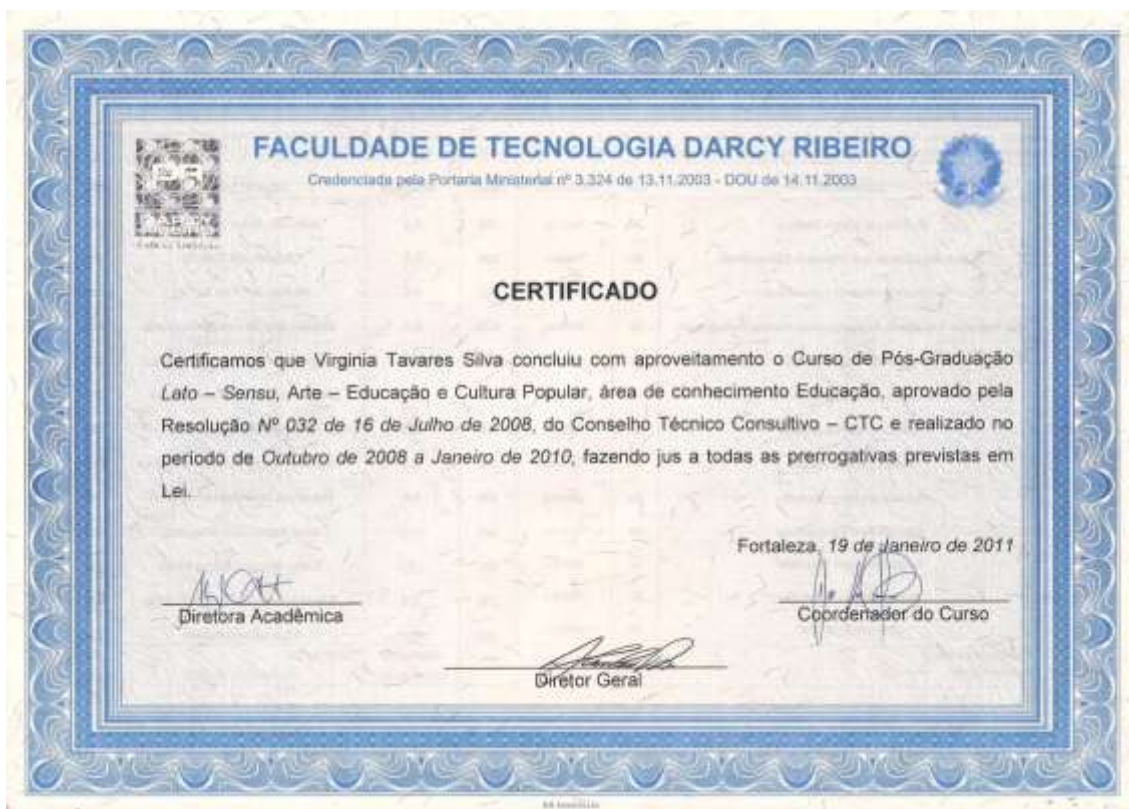 FACULDADE DE TECNOLOGIA DARCY RIBEIRO
Credenciada pela Portaria Ministerial nº 3.324 de 13.11.2003 - DOU de 14.11.2003
CERTIFICADO
Certificamos que Virginia Tavares Silva concluiu com aproveitamento o Curso de Pós-Graduação
Lato – Sensu, Arte – Educação e Cultura Popular, área de conhecimento Educação, aprovado pela
Resolução Nº 032 de 16 de Julho de 2008, do Conselho Técnico Consultivo – CTC e realizado no
período de Outubro de 2008 a Janeiro de 2010, fazendo jus a todas as prerrogativas previstas em
Lei.
Fortaleza, 19 de Janeiro de 2011
Diretora Acadêmica
Coordenador do Curso
Diretor Geral